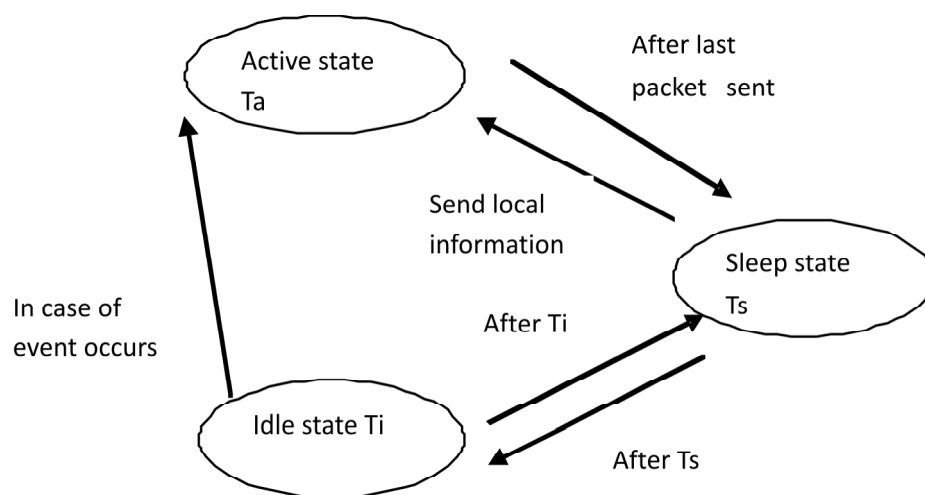 Active state
Ta
After last
packet sent
Send local
information
Sleep state
Ts
In case of
event occurs
After Ti
Idle state Ti
After Ts